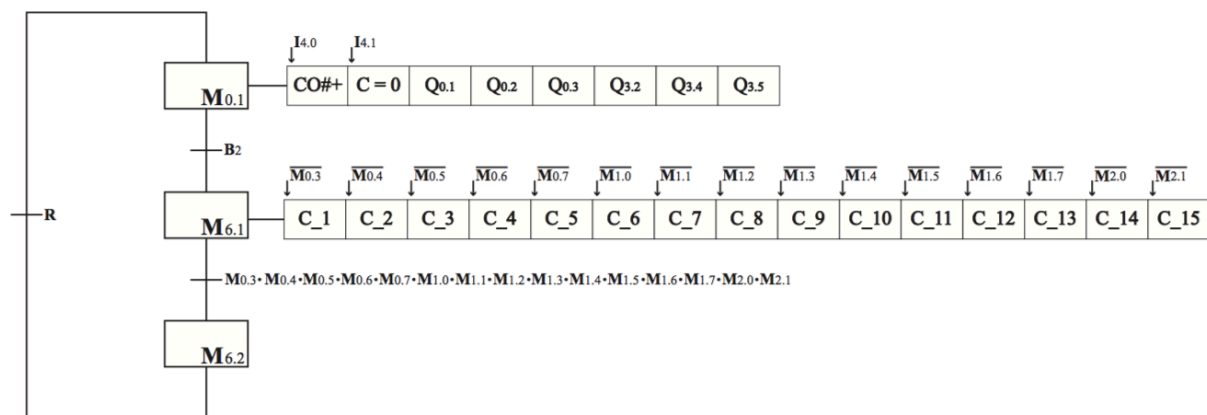 I4.0 I4.1
M0.1 CO#+ C = 0 Q0.1 Q0.2 Q0.3 Q3.2 Q3.4 Q3.5
B2
M0.3 M0.4 M0.5 M0.6 M0.7 M1.0 M1.1 M1.2 M1.3 M1.4 M1.5 M1.6 M1.7 M2.0 M2.1
R M6.1 C_1 C_2 C_3 C_4 C_5 C_6 C_7 C_8 C_9 C_10 C_11 C_12 C_13 C_14 C_15
M0.3•M0.4•M0.5•M0.6•M0.7•M1.0•M1.1•M1.2•M1.3•M1.4•M1.5•M1.6•M1.7•M2.0•M2.1
M6.2